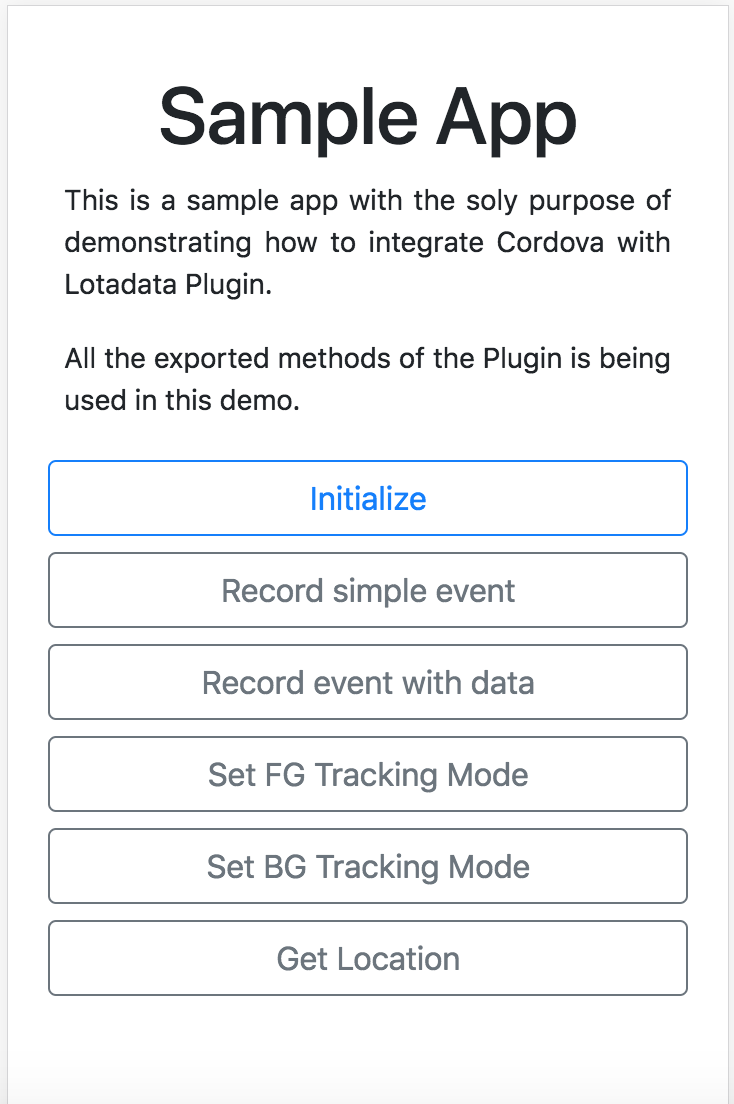 Sample App
This is a sample app with the soly purpose of
demonstrating how to integrate Cordova with
Lotadata Plugin.
All the exported methods of the Plugin is being
used in this demo.
Initialize
Record simple event
Record event with data
Set FG Tracking Mode
Set BG Tracking Mode
Get Location